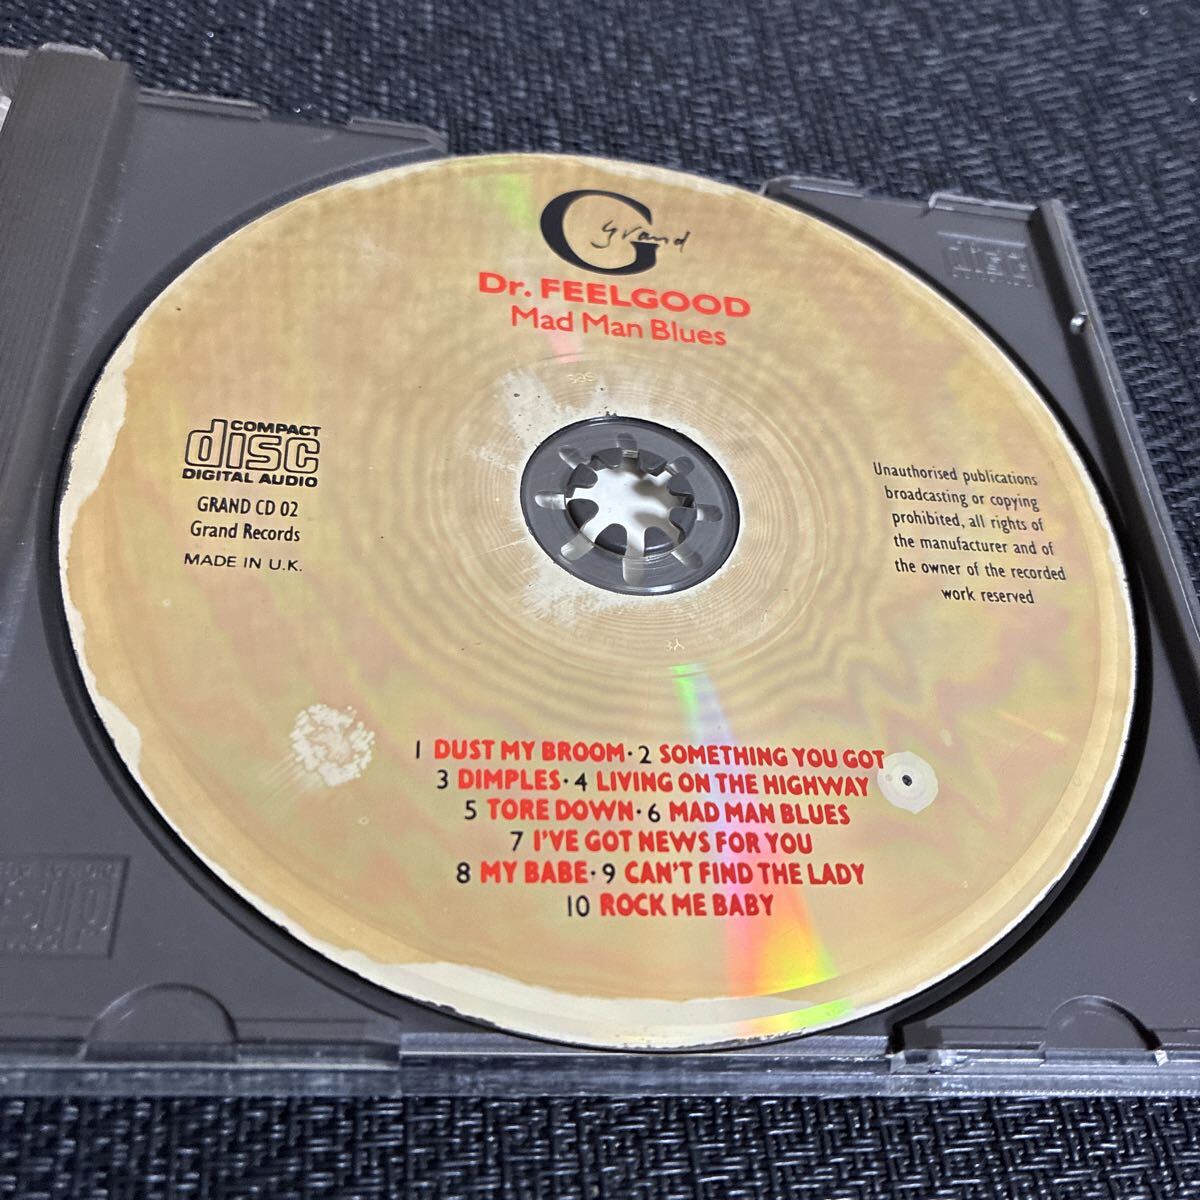 G grand
Dr. FEELGOOD
Mad Man Blues
COMPACT
disc
DIGITAL AUDIO
GRAND CD 02
Grand Records
MADE IN U.K.
Unauthorised publications
broadcasting or copying
prohibited, all rights of
the manufacturer and of
the owner of the recorded
work reserved
1 DUST MY BROOM · 2 SOMETHING YOU GOT
3 DIMPLES · 4 LIVING ON THE HIGHWAY
5 TORE DOWN · 6 MAD MAN BLUES
7 I'VE GOT NEWS FOR YOU
8 MY BABE · 9 CAN'T FIND THE LADY
10 ROCK ME BABY